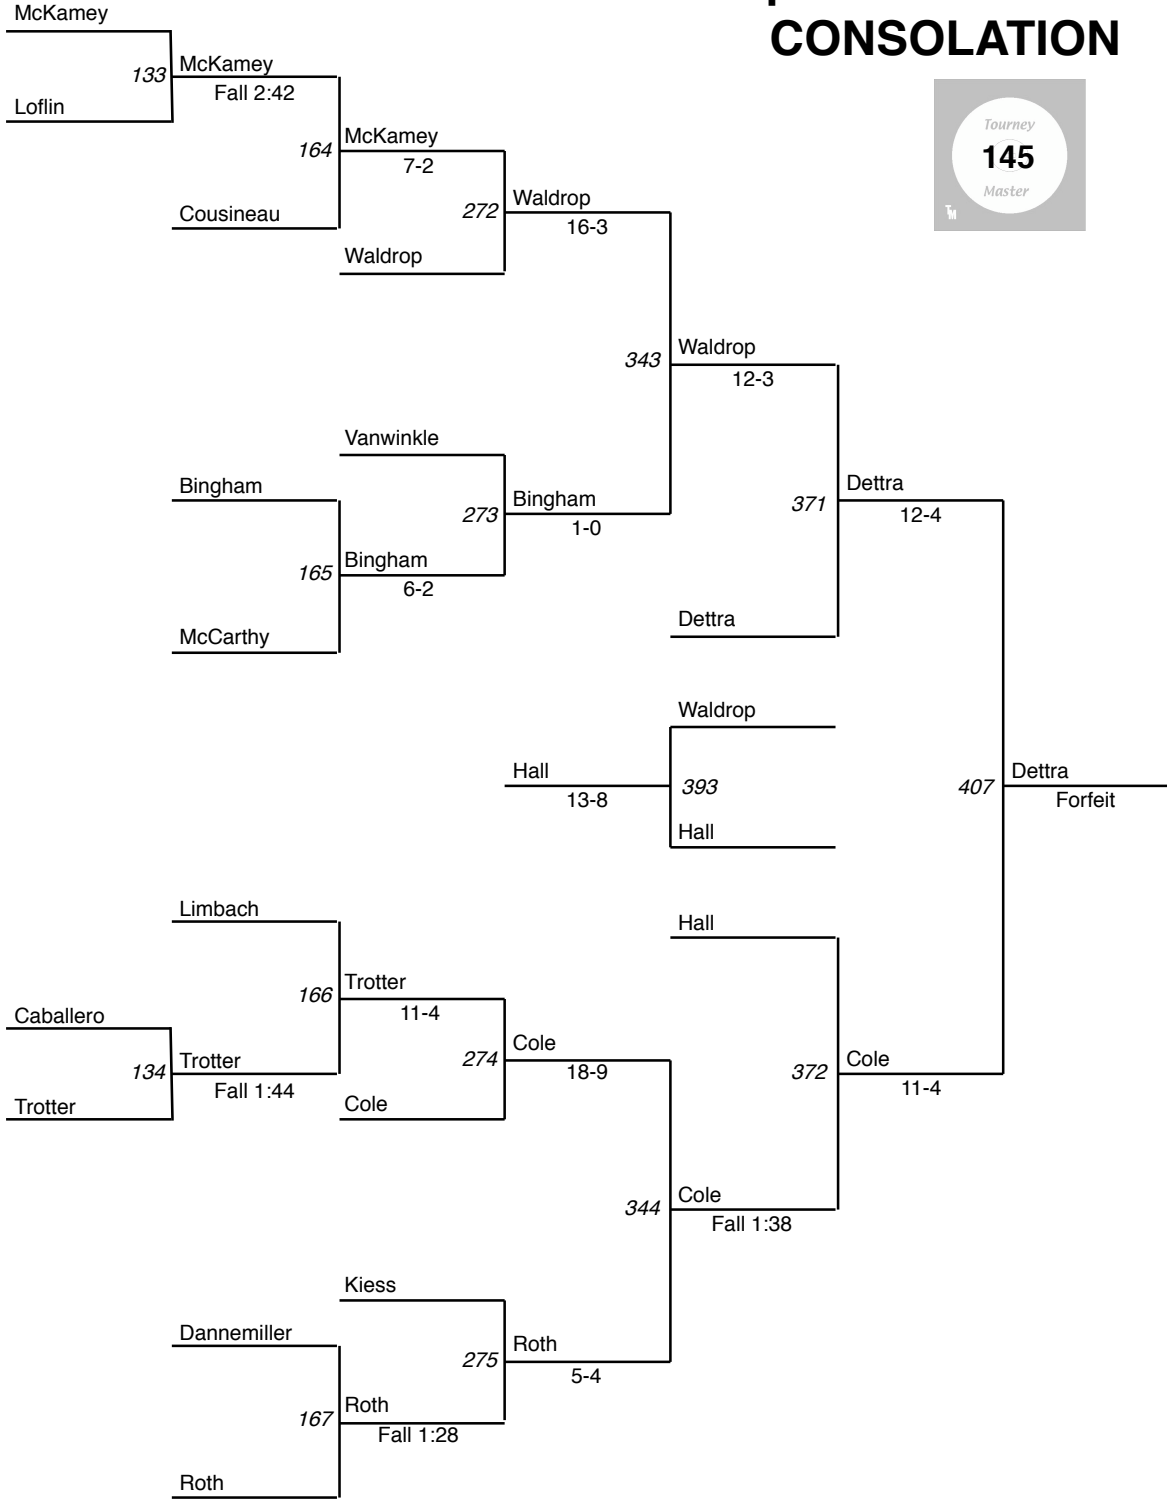 CONSOLATION
Tourney
145
Master
TM
McKamey
133
McKamey
Fall 2:42
Loflin
164
McKamey
7-2
Cousineau
272
Waldrop
16-3
Waldrop
343
Waldrop
12-3
Vanwinkle
Bingham
273
Bingham
1-0
371
Dettra
12-4
165
Bingham
6-2
McCarthy
Dettra
Waldrop
Hall
13-8
393
Hall
407
Dettra
Forfeit
Limbach
Hall
166
Trotter
11-4
Caballero
134
Trotter
Fall 1:44
Trotter
274
Cole
18-9
Cole
372
Cole
11-4
344
Cole
Fall 1:38
Kiess
Dannemiller
275
Roth
5-4
167
Roth
Fall 1:28
Roth